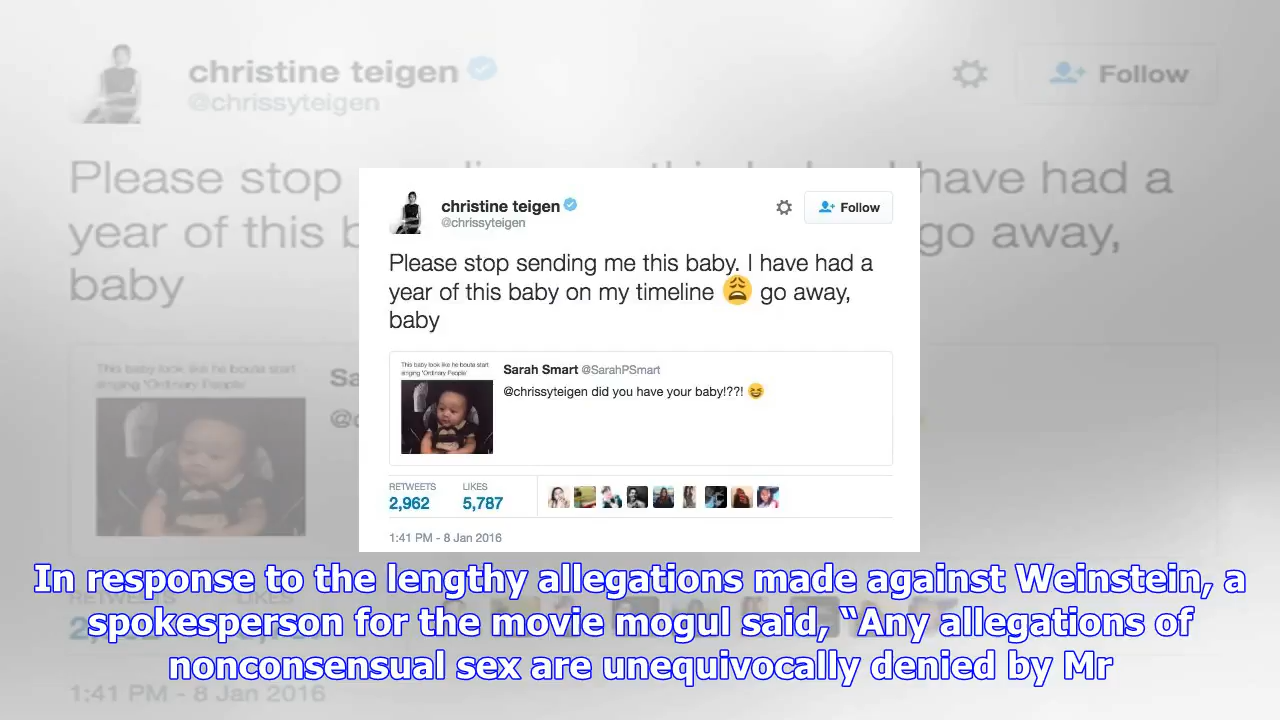 christine teigen
@chrissyteigen
Follow
Please stop sending me this baby. I have had a
year of this baby on my timeline 😩 go away,
baby
This baby look like he bouta start
singing 'Ordinary People'
Sarah Smart @SarahPSmart
@chrissyteigen did you have your baby!??! 😆
RETWEETS LIKES
2,962 5,787
1:41 PM - 8 Jan 2016
In response to the lengthy allegations made against Weinstein, a
spokesperson for the movie mogul said, “Any allegations of
nonconsensual sex are unequivocally denied by Mr